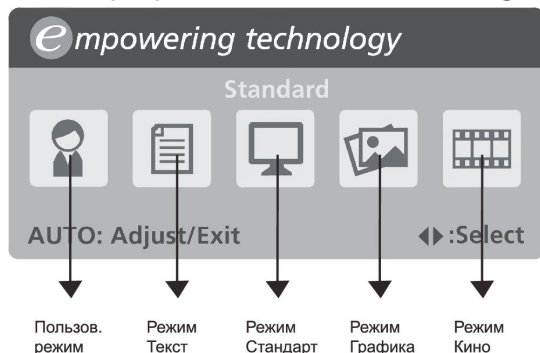 empowering technology
Standard
AUTO: Adjust/Exit :Select
Пользов. Режим Режим Режим Режим
режим Текст Стандарт Графика Кино